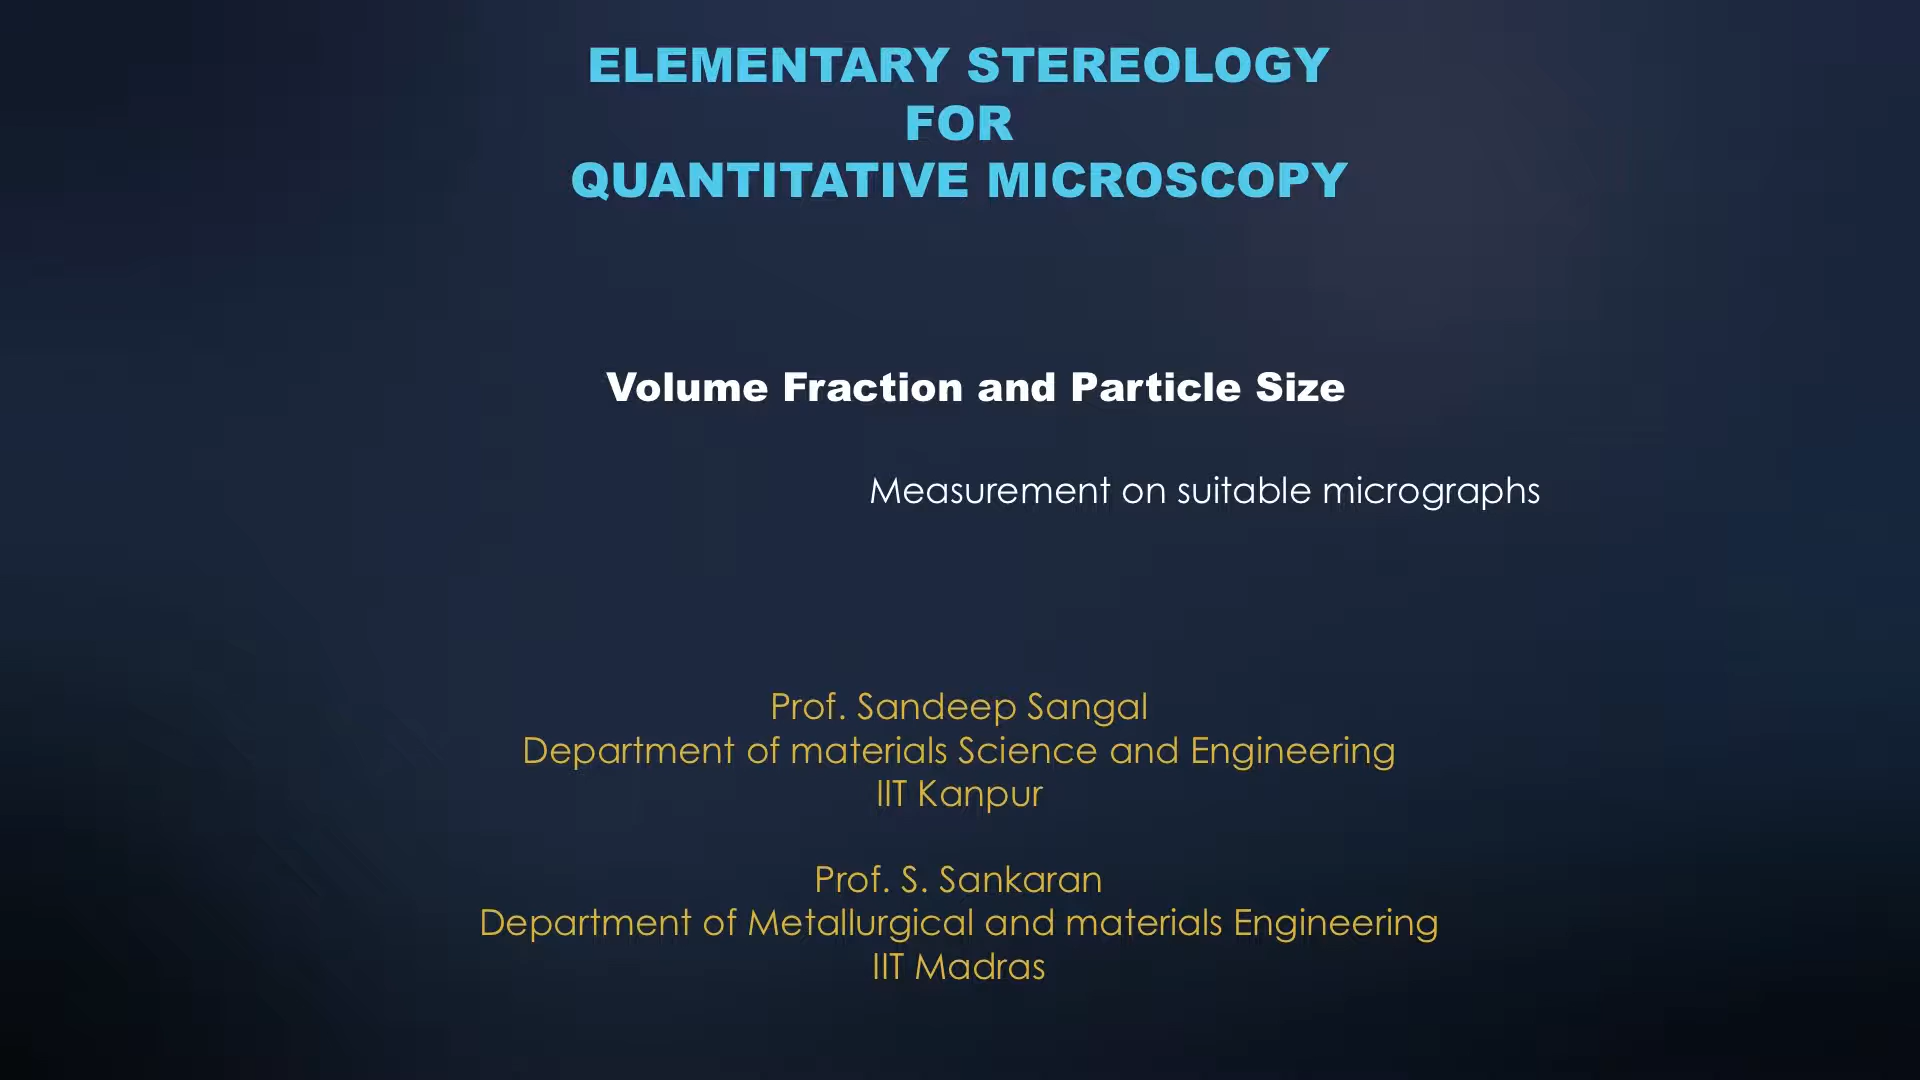 ELEMENTARY STEREOLOGY
FOR
QUANTITATIVE MICROSCOPY
Volume Fraction and Particle Size
Measurement on suitable micrographs
Prof. Sandeep Sangal
Department of materials Science and Engineering
IIT Kanpur
Prof. S. Sankaran
Department of Metallurgical and materials Engineering
IIT Madras